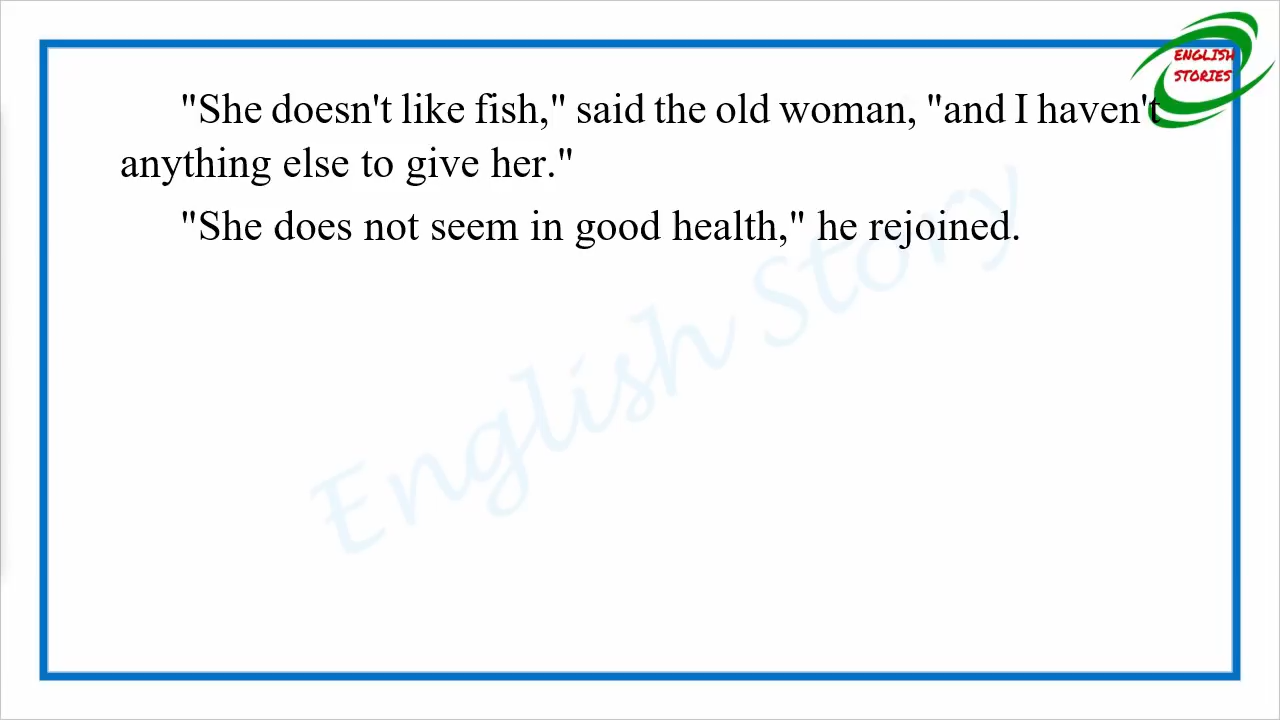 ENGLISH
STORIES
"She doesn't like fish," said the old woman, "and I haven't
anything else to give her."
"She does not seem in good health," he rejoined.
English Story